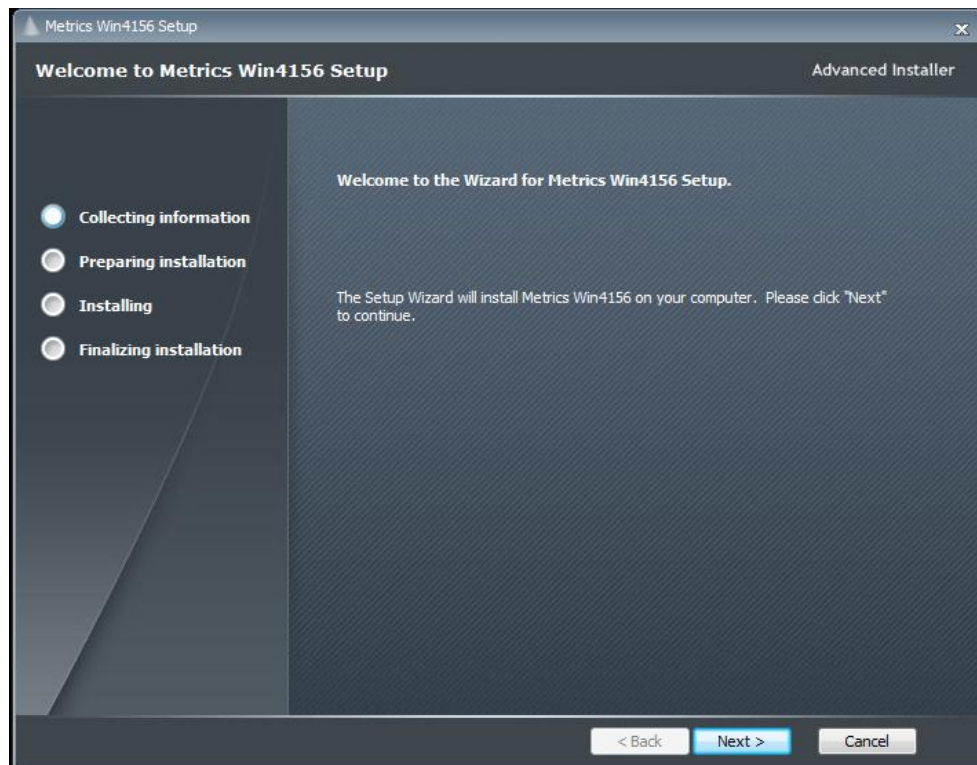 Metrics Win4156 Setup
Welcome to Metrics Win4156 Setup
Advanced Installer
Collecting information
Preparing installation
Installing
Finalizing installation
Welcome to the Wizard for Metrics Win4156 Setup.
The Setup Wizard will install Metrics Win4156 on your computer.  Please click "Next"
to continue.
< Back
Next >
Cancel